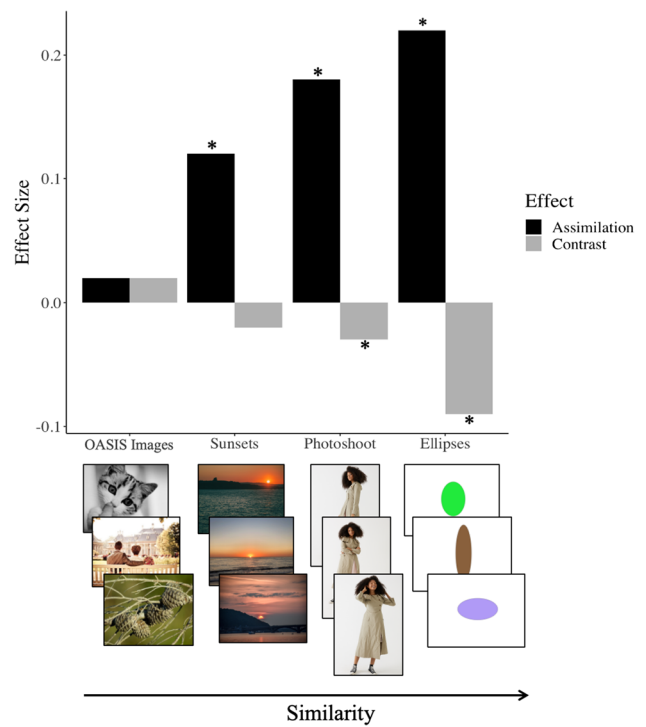 Effect Size
0.2
0.1
0.0
-0.1
*
*
*
*
*
Effect
Assimilation
Contrast
OASIS Images
Sunsets
Photoshoot
Ellipses
Similarity